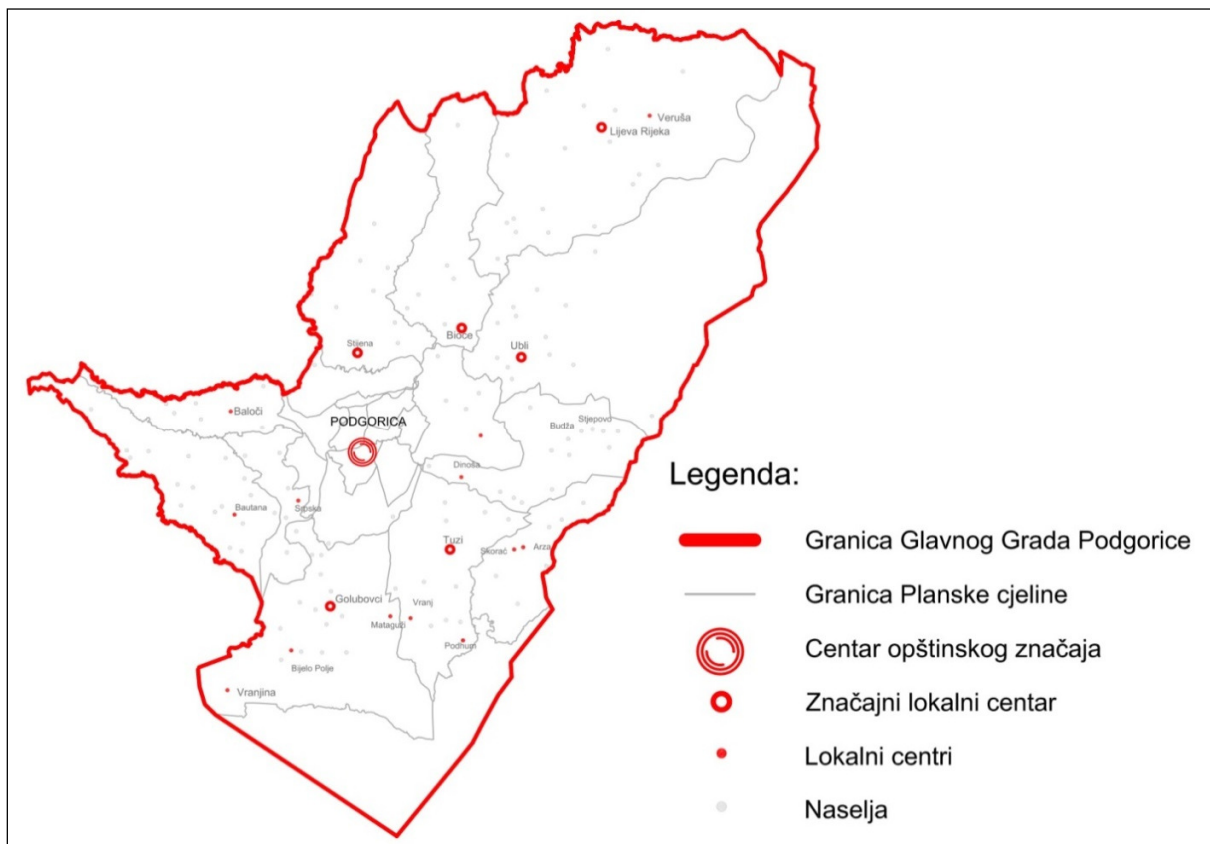 Veruša
Lijeva Rijeka
Bioče
Stijena
Ubli
Baloči
PODGORICA
Stjepovo
Budža
Dinoša
Bautana
Srpska
Tuzi
Skorać
Arza
Golubovci
Vranj
Mataguži
Podhum
Bijelo Polje
Vranjina
Legenda:
Granica Glavnog Grada Podgorice
Granica Planske cjeline
Centar opštinskog značaja
Značajni lokalni centar
Lokalni centri
Naselja